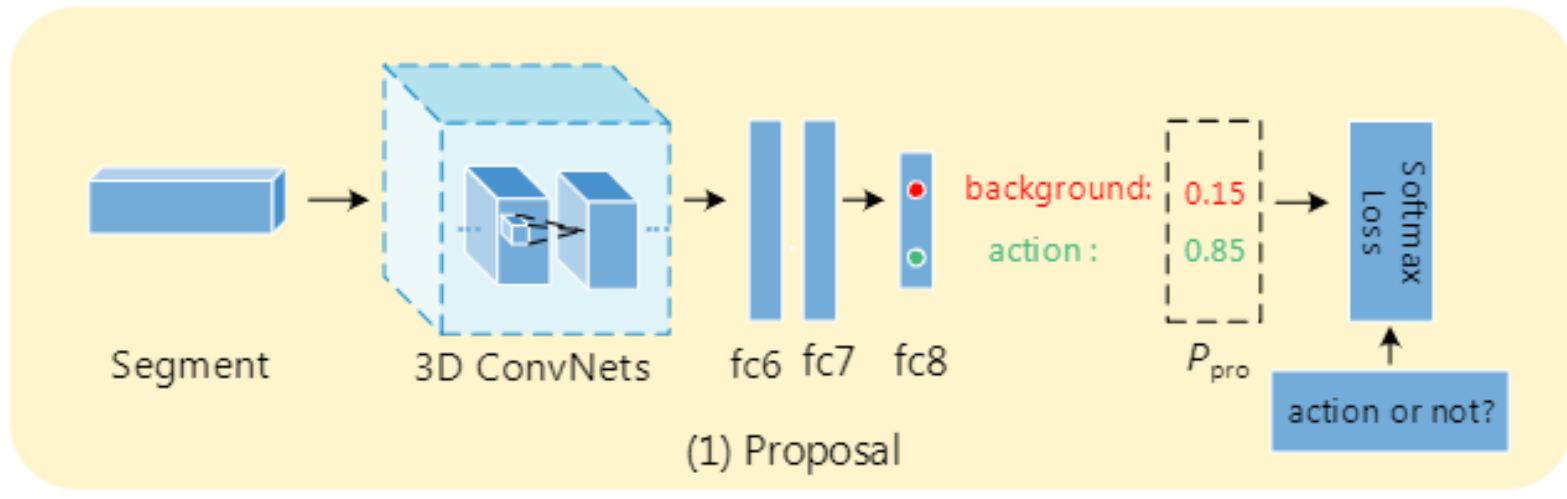 background: 0.15
action : 0.85
Softmax
Loss
Segment
3D ConvNets
fc6
fc7
fc8
Ppro
action or not?
(1) Proposal